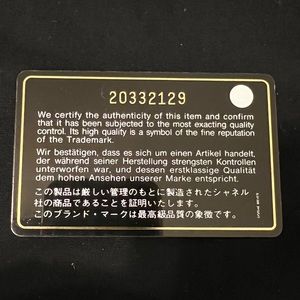 20332129
We certify the authenticity of this item and confirm
that it has been subjected to the most exacting quality
control. Its high quality is a symbol of the fine reputation
of the Trademark.
Wir bestätigen, dass es sich um einen Artikel handelt,
der während seiner Herstellung strengsten Kontrollen
unterworfen war, und dessen erstklassige Qualität
dem hohen Ansehen unserer Marke entspricht.
この製品は厳しい管理のもとに製造されたシャネル
社の商品であることを証明いたします。
このブランド・マークは最高級品質の象徴です。